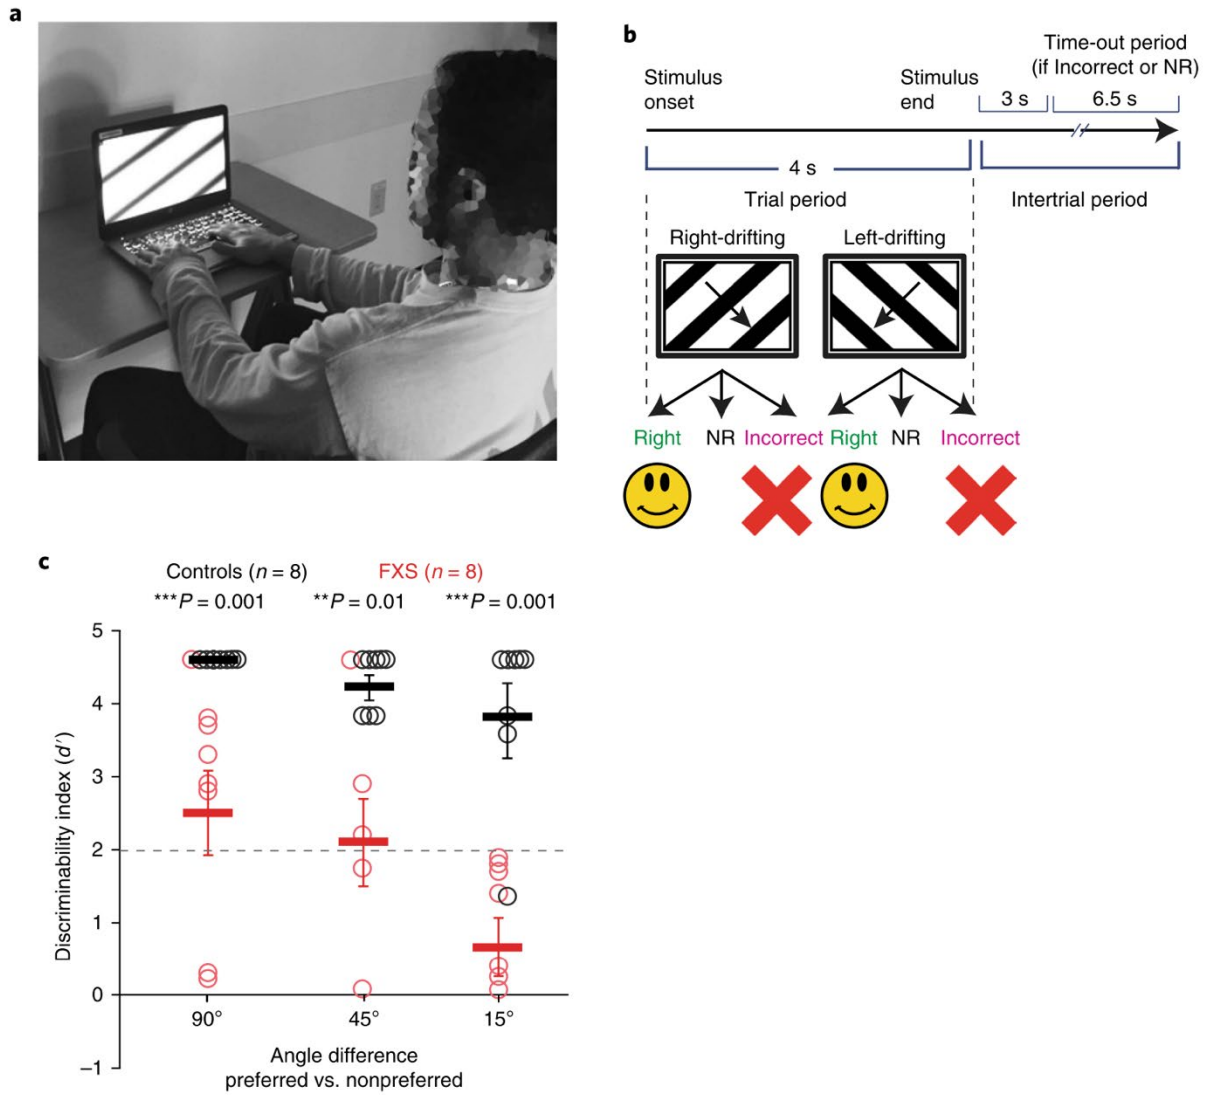 a
b
Time-out period
(if Incorrect or NR)
Stimulus
onset
Stimulus
end
3 s
6.5 s
4 s
Trial period
Intertrial period
Right-drifting
Left-drifting
Right NR Incorrect Right NR Incorrect
c
Controls (n = 8)
FXS (n = 8)
***P = 0.001
**P = 0.01
***P = 0.001
5
4
3
2
1
0
–1
Discriminability index (d′)
90°
45°
15°
Angle difference
preferred vs. nonpreferred